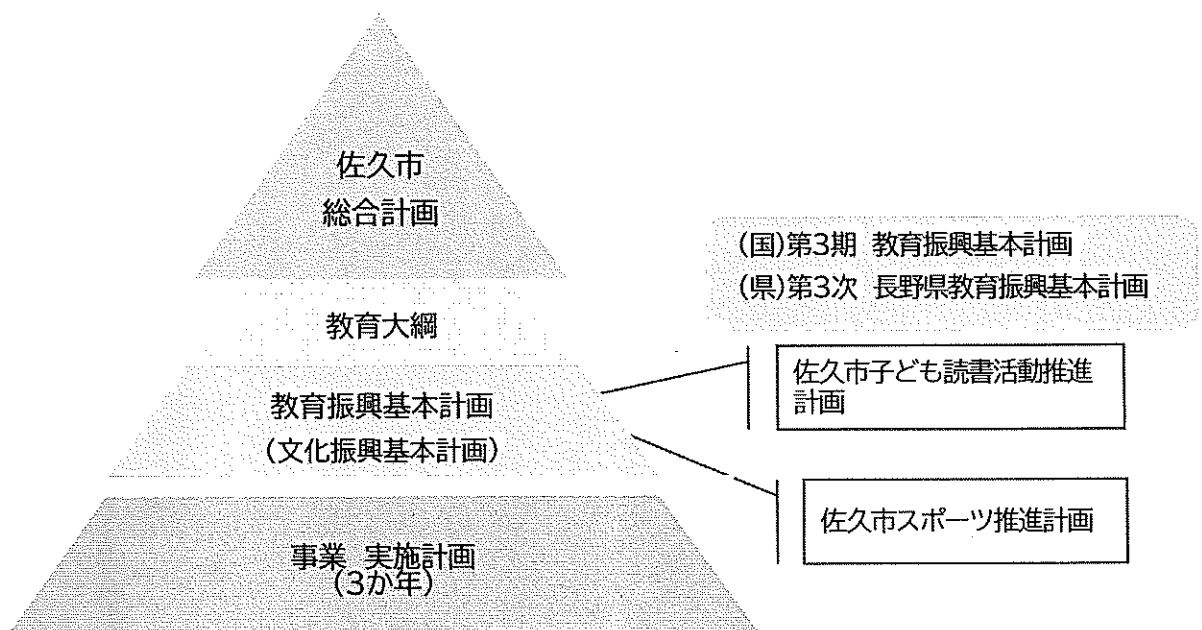 佐久市
総合計画
教育大綱
教育振興基本計画
(文化振興基本計画)
事業 実施計画
(3か年)
(国)第3期 教育振興基本計画
(県)第3次 長野県教育振興基本計画
佐久市子ども読書活動推進
計画
佐久市スポーツ推進計画